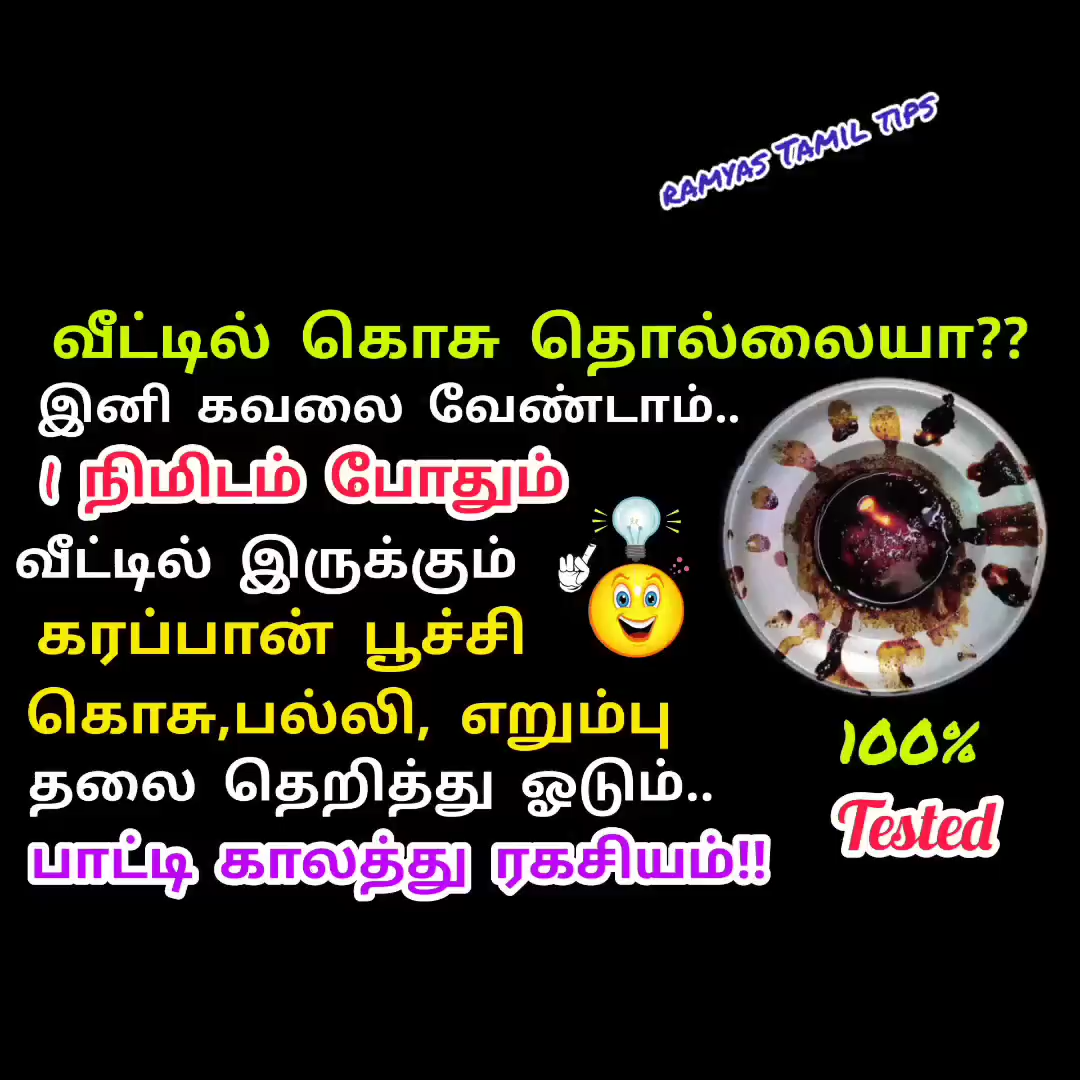 RAMYAS TAMIL TIPS
வீட்டில் கொசு தொல்லையா??
இனி கவலை வேண்டாம்..
1 நிமிடம் போதும்
வீட்டில் இருக்கும்
கரப்பான் பூச்சி
கொசு,பல்லி, எறும்பு
தலை தெறித்து ஓடும்..
பாட்டி காலத்து ரகசியம்!!
100%
Tested